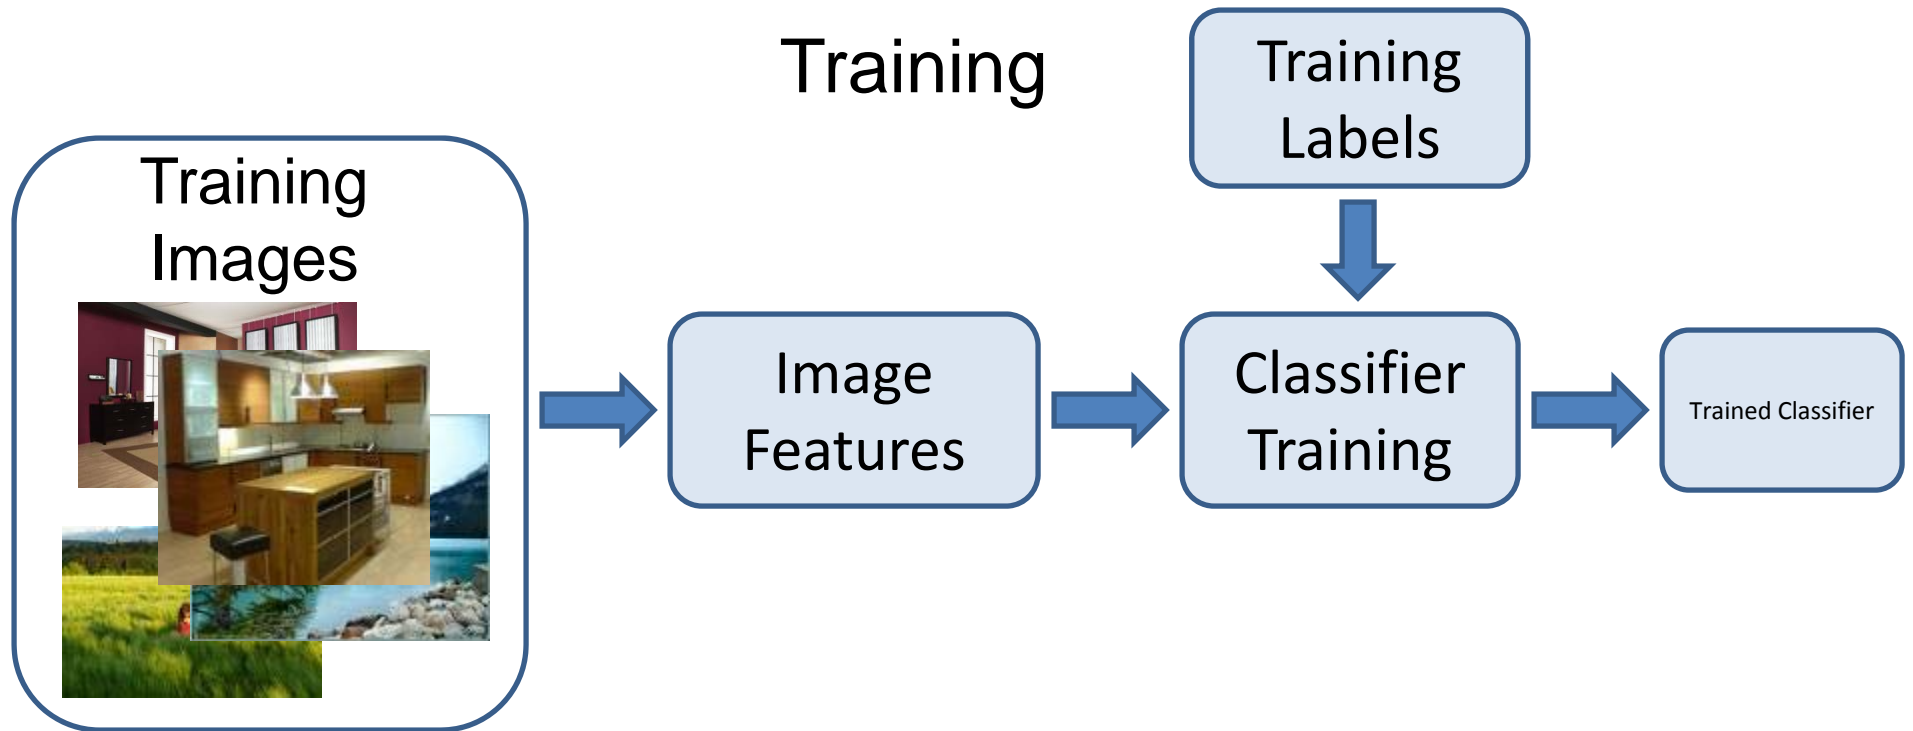 Training
Training
Labels
Training
Images
Image
Features
Classifier
Training
Trained Classifier